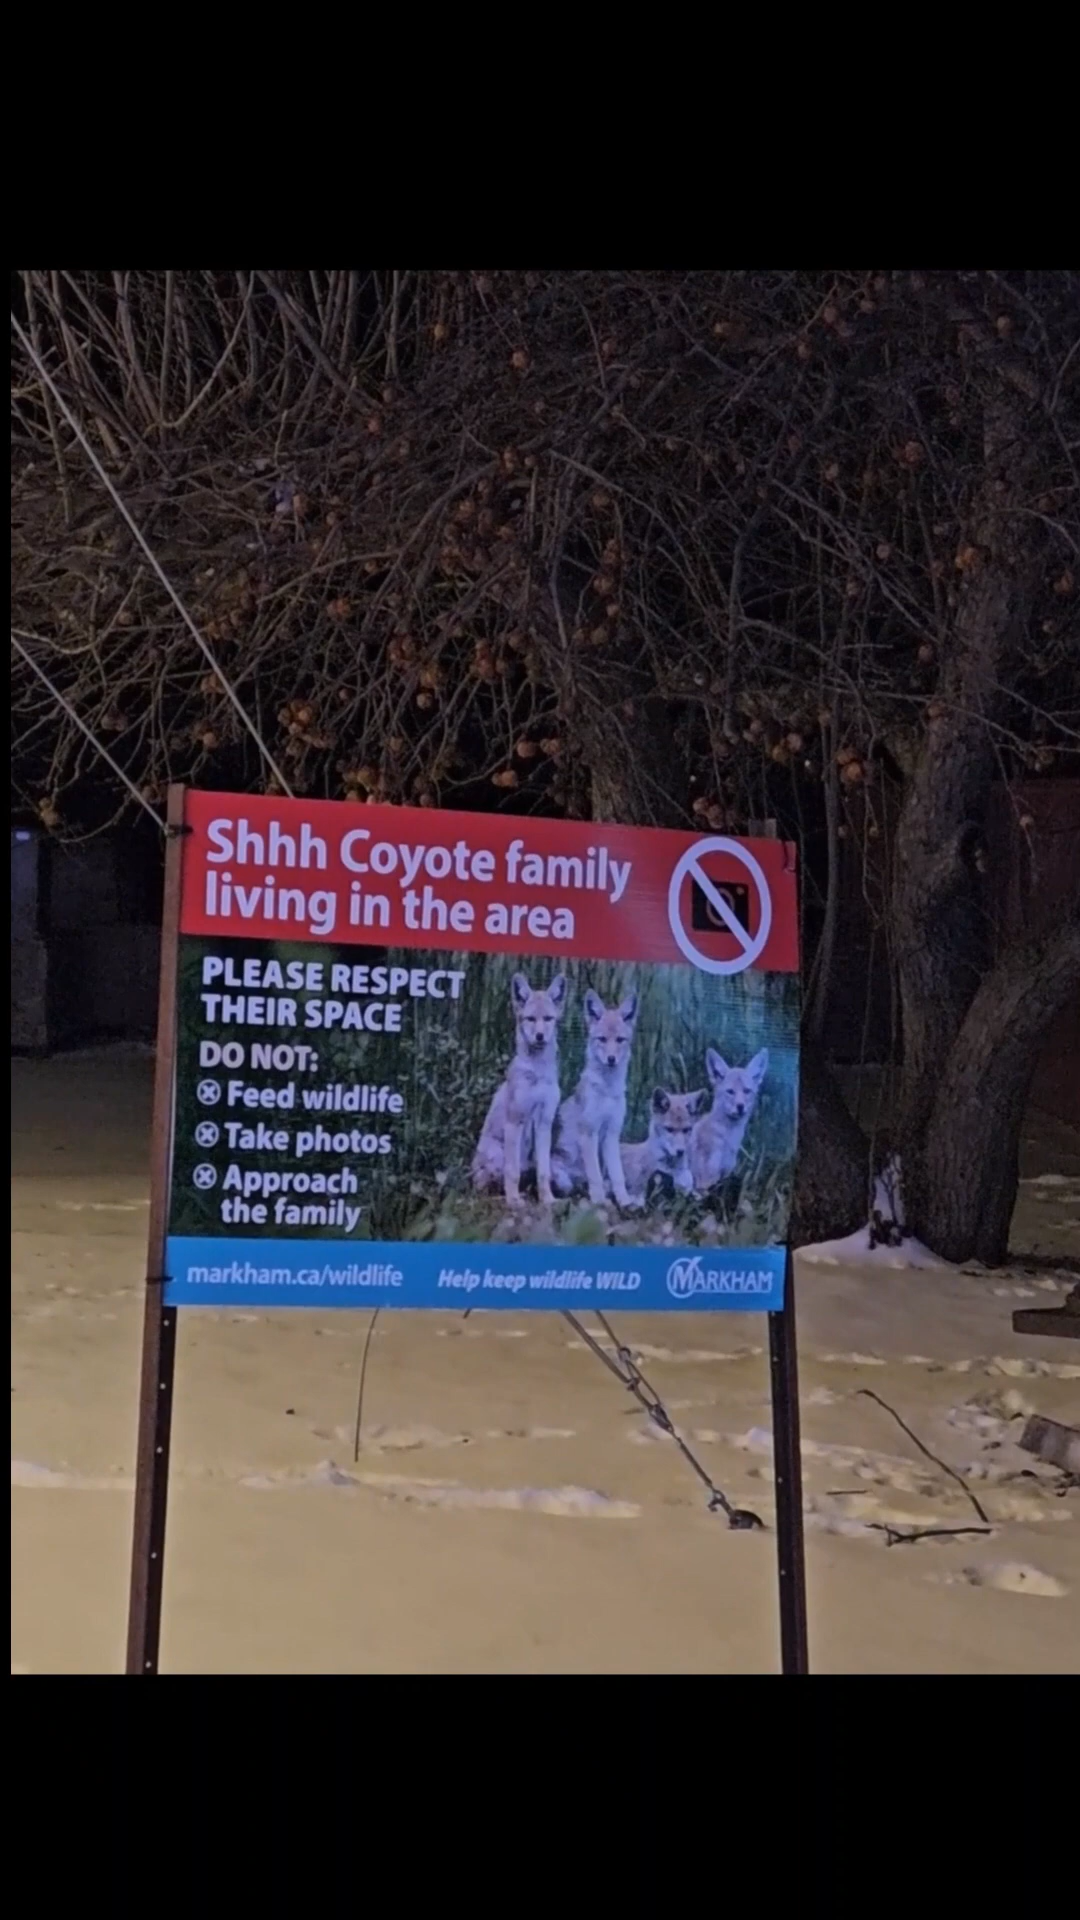 Shhh Coyote family
living in the area
PLEASE RESPECT
THEIR SPACE
DO NOT:
Feed wildlife
Take photos
Approach
the family
markham.ca/wildlife Help keep wildlife WILD MARKHAM